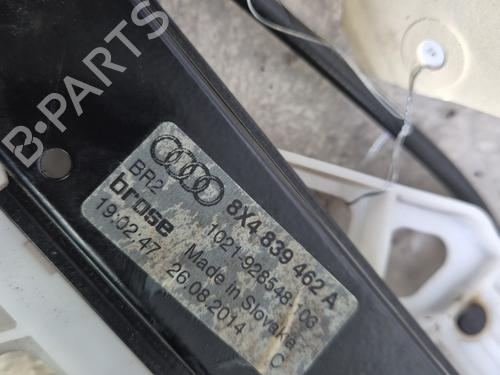 B-PARTS
8X4 839 462 A
BR2 1021-928548-103
brose Made in Slovakia C
19:02,47 26.08.2014